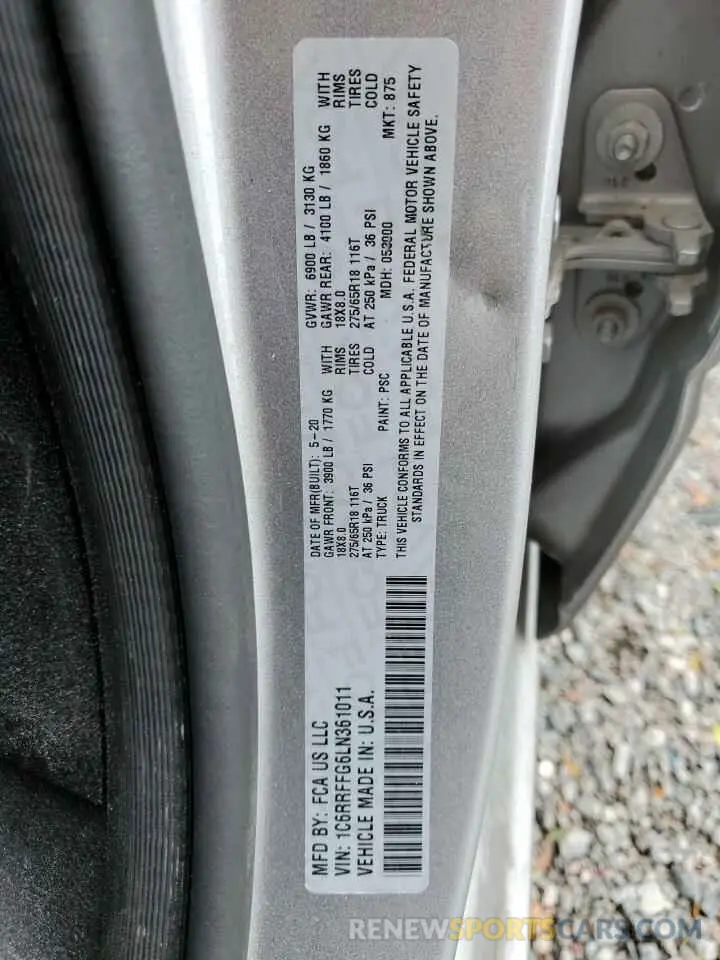 MFD BY: FCA US LLC
VIN: 1C6RRFFG6LN361011
VEHICLE MADE IN: U.S.A.
DATE OF MFR(BUILT): 5-20 GVWR: 6900 LB / 3130 KG
GAWR FRONT: 3900 LB / 1770 KG WITH GAWR REAR: 4100 LB / 1860 KG WITH
18X8.0 RIMS 18X8.0 RIMS
275/65R18 116T TIRES 275/65R18 116T TIRES
AT 250 kPa / 36 PSI COLD AT 250 kPa / 36 PSI COLD
TYPE: TRUCK PAINT: PSC MDH: MKT: 875
THIS VEHICLE CONFORMS TO ALL APPLICABLE U.S.A. FEDERAL MOTOR VEHICLE SAFETY
STANDARDS IN EFFECT ON THE DATE OF MANUFACTURE SHOWN ABOVE.
RENEWSPORTSCARS.COM